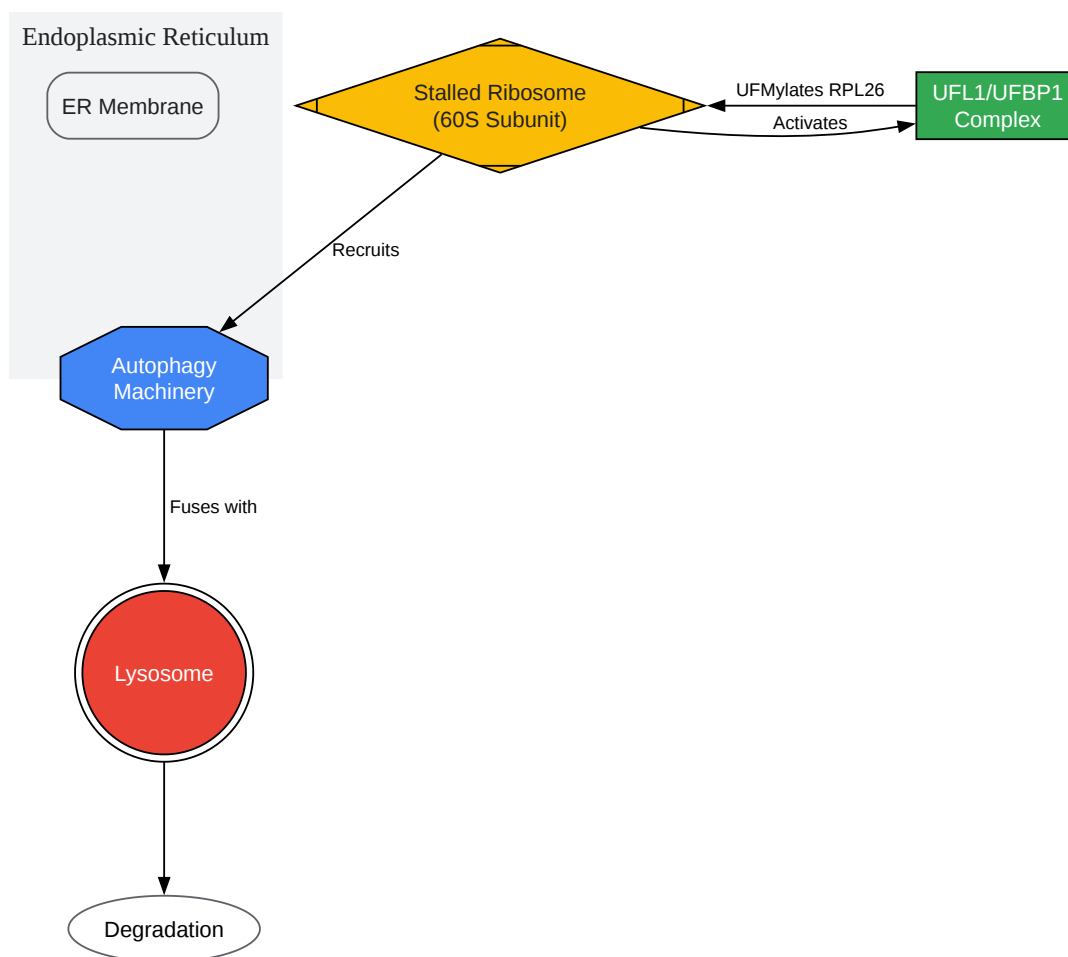 Endoplasmic Reticulum
ER Membrane
Stalled Ribosome
(60S Subunit)
UFMylates RPL26
Activates
UFL1/UFBP1
Complex
Recruits
Autophagy
Machinery
Fuses with
Lysosome
Degradation